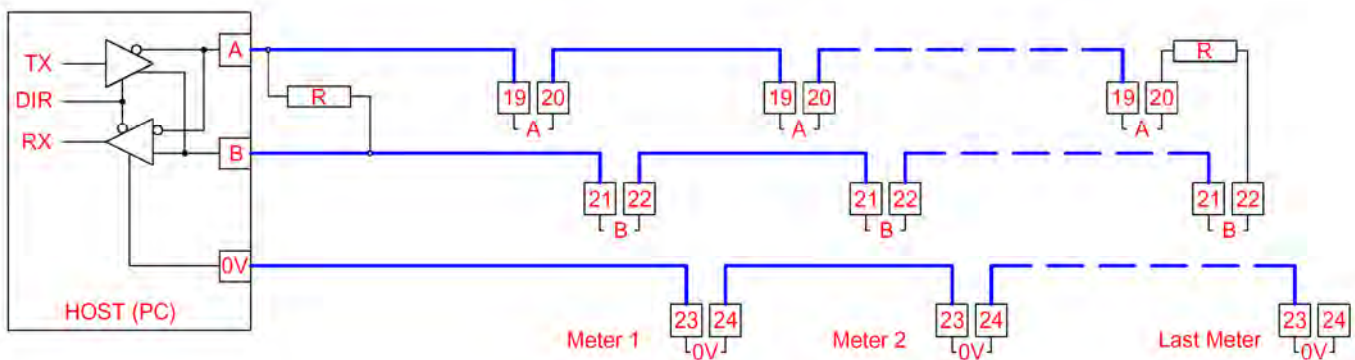 TX
DIR
RX
A
B
0V
HOST (PC)
R
19 20
A
19 20
A
19 20
A
R
21 22
B
21 22
B
21 22
B
Meter 1
23 24
0V
Meter 2
23 24
0V
Last Meter
23 24
0V